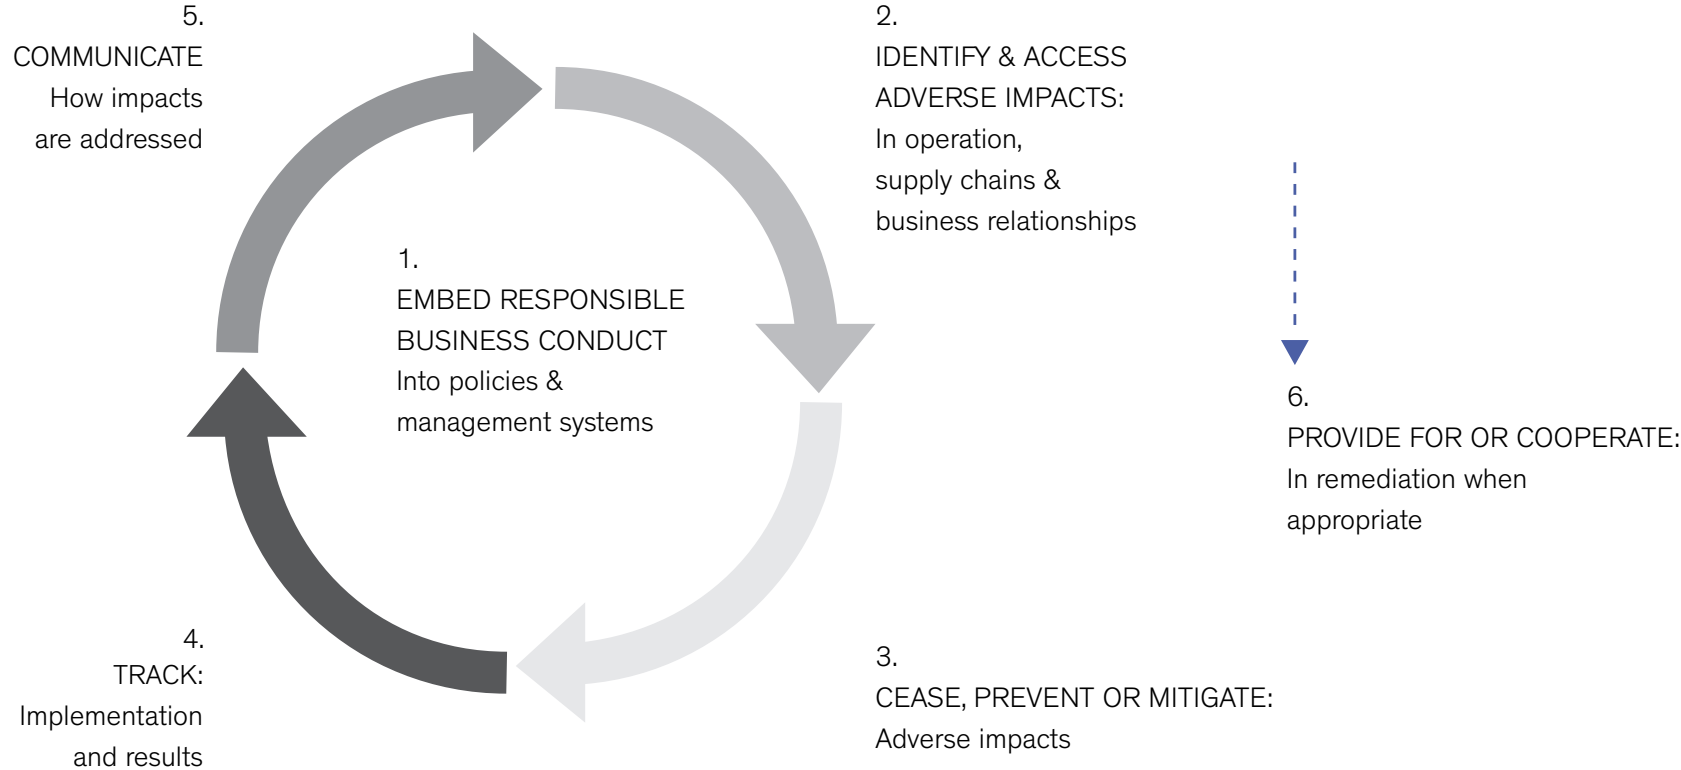 1.
EMBED RESPONSIBLE
BUSINESS CONDUCT
Into policies &
management systems
2.
IDENTIFY & ACCESS
ADVERSE IMPACTS:
In operation,
supply chains &
business relationships
3.
CEASE, PREVENT OR MITIGATE:
Adverse impacts
4.
TRACK:
Implementation
and results
5.
COMMUNICATE
How impacts
are addressed
6.
PROVIDE FOR OR COOPERATE:
In remediation when
appropriate